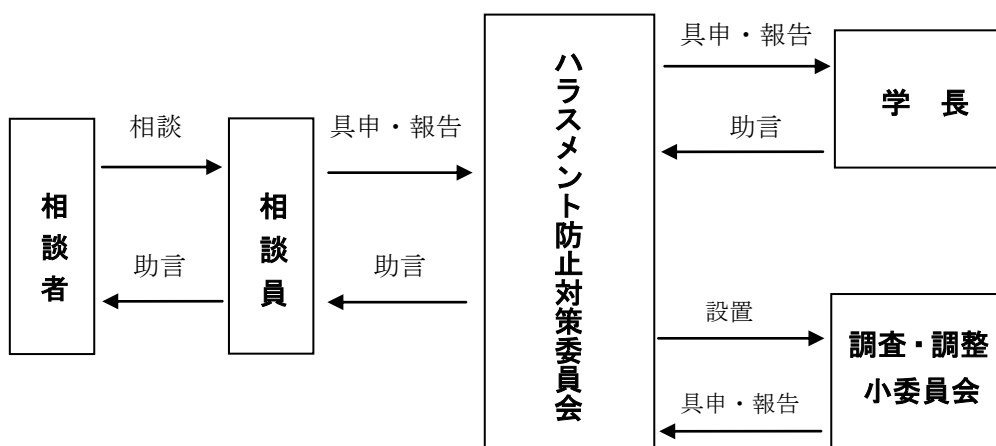 相談者
相談
助言
相談員
具申・報告
助言
ハラスメント防止対策委員会
具申・報告
助言
学　長
設置
具申・報告
調査・調整
小委員会